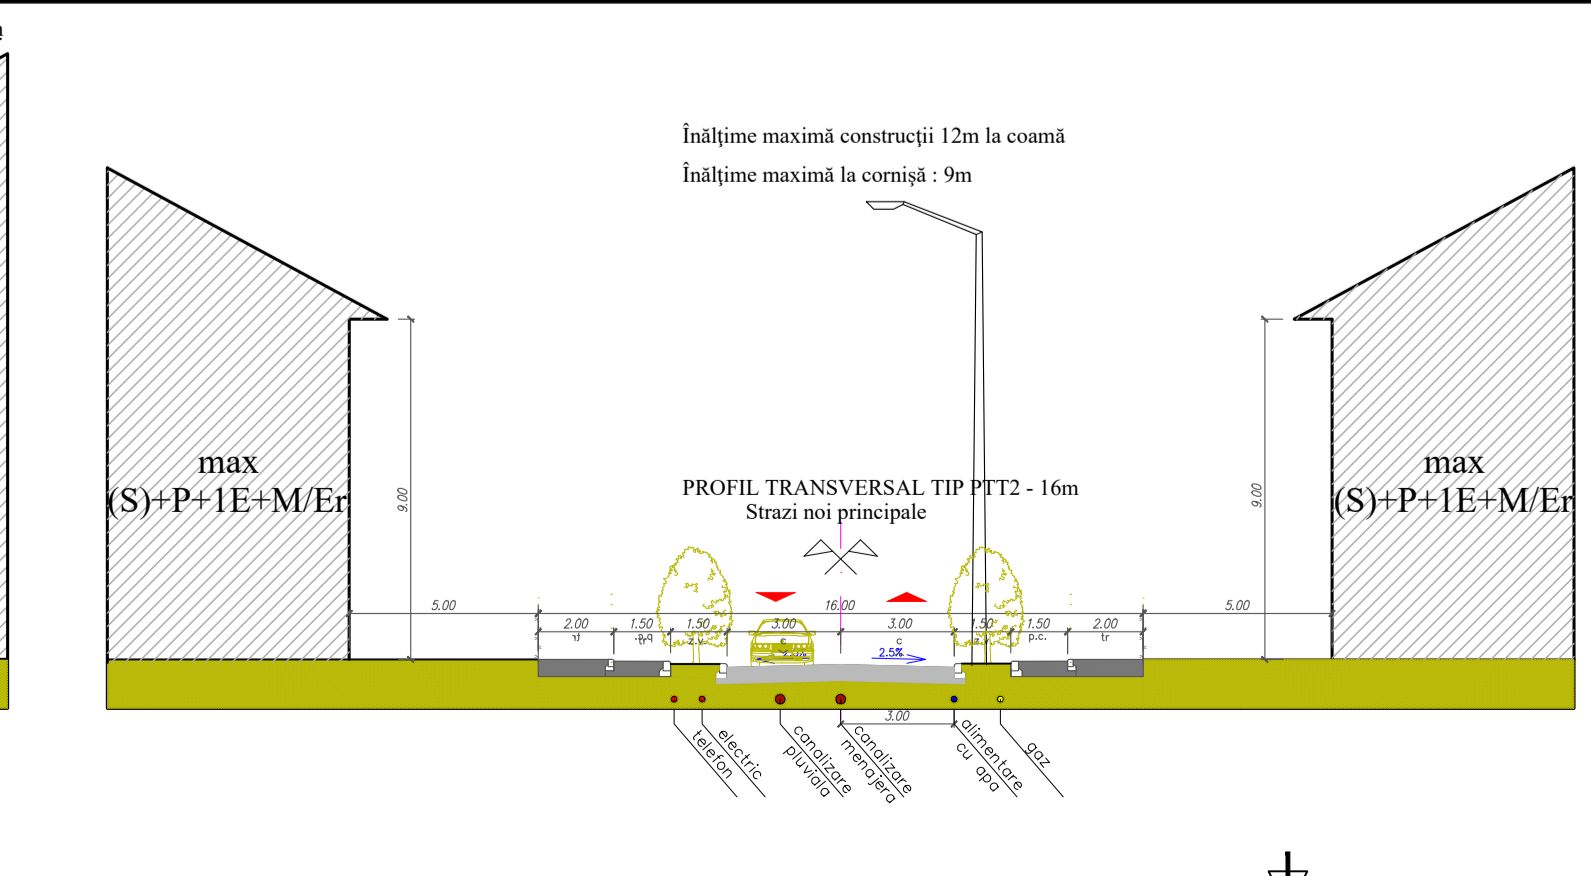 Înălţime maximă construcţii 12m la coamă
Înălţime maximă la cornişă : 9m
max
(S)+P+1E+M/Er
9.00
PROFIL TRANSVERSAL TIP PTT2 - 16m
Strazi noi principale
9.00
max
(S)+P+1E+M/Er
5.00
16.00
5.00
2.00
1.50
1.50
3.00
3.00
1.50
1.50
2.00
tr
c
c
p.c.
tr
2.5%
2.5%
3.00
telefon
electric
canalizare
pluviala
canalizare
menajera
alimentare
cu apa
gaz